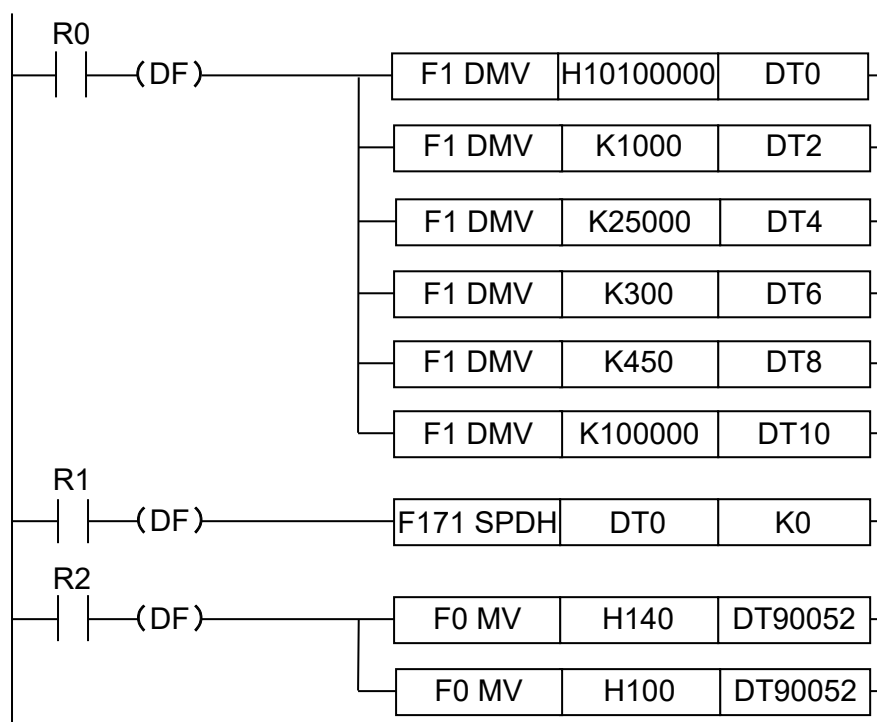 R0
(DF) F1 DMV H10100000 DT0
F1 DMV K1000 DT2
F1 DMV K25000 DT4
F1 DMV K300 DT6
F1 DMV K450 DT8
F1 DMV K100000 DT10
R1
(DF) F171 SPDH DT0 K0
R2
(DF) F0 MV H140 DT90052
F0 MV H100 DT90052